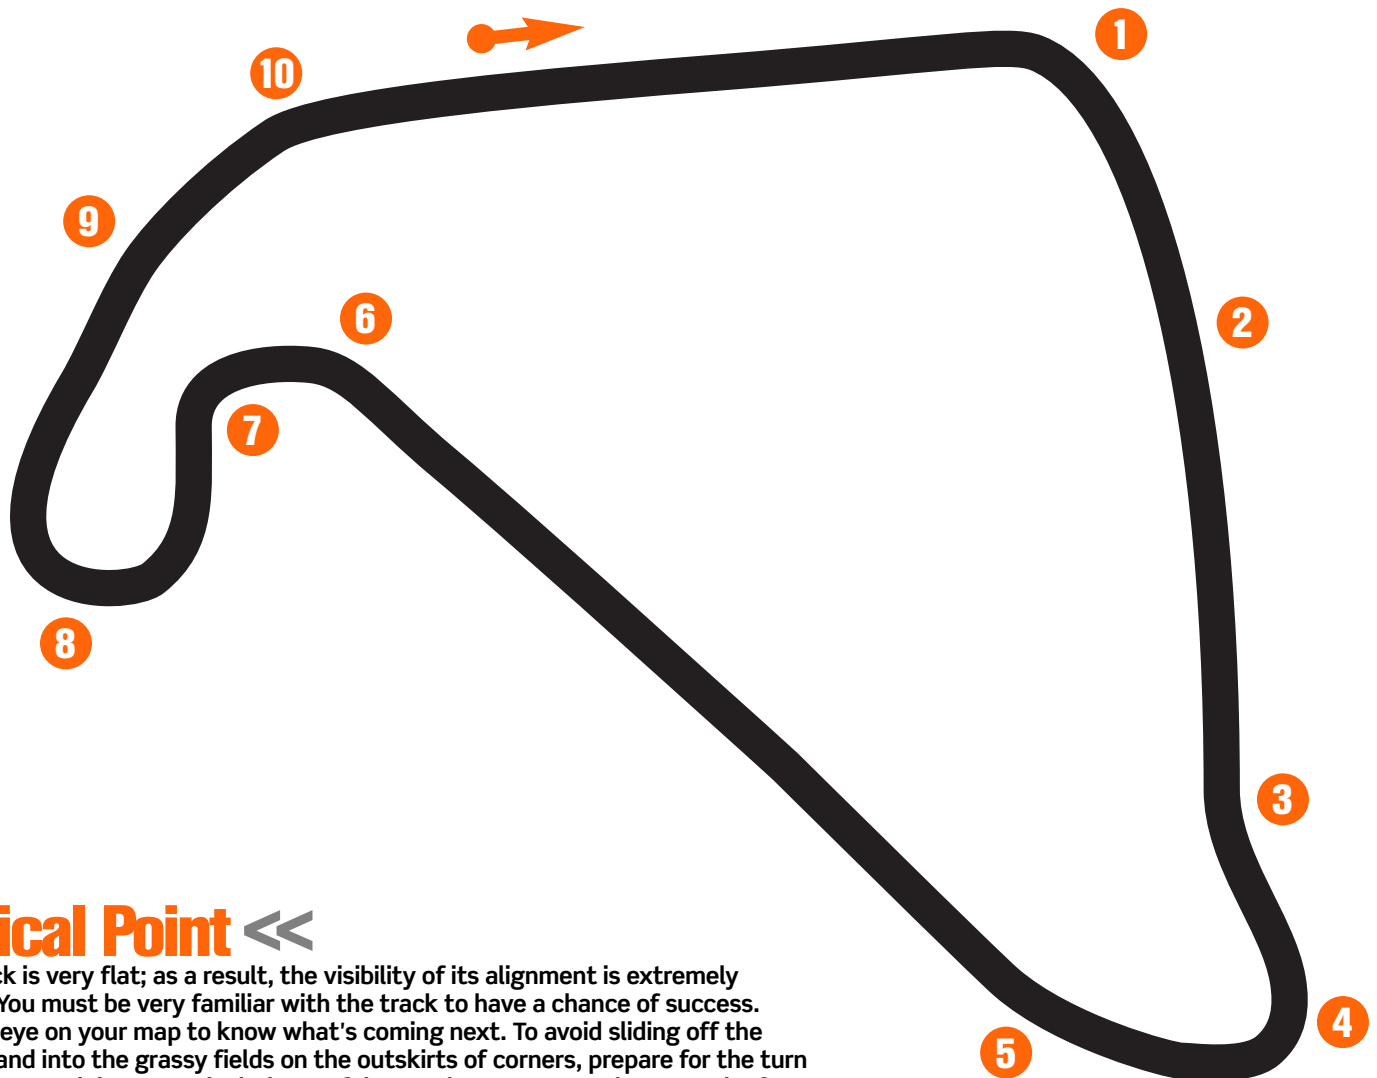 1
10
9
2
6
7
8
3
4
5
ical Point <<
ck is very flat; as a result, the visibility of its alignment is extremely
You must be very familiar with the track to have a chance of success.
eye on your map to know what's coming next. To avoid sliding off the
and into the grassy fields on the outskirts of corners, prepare for the turn